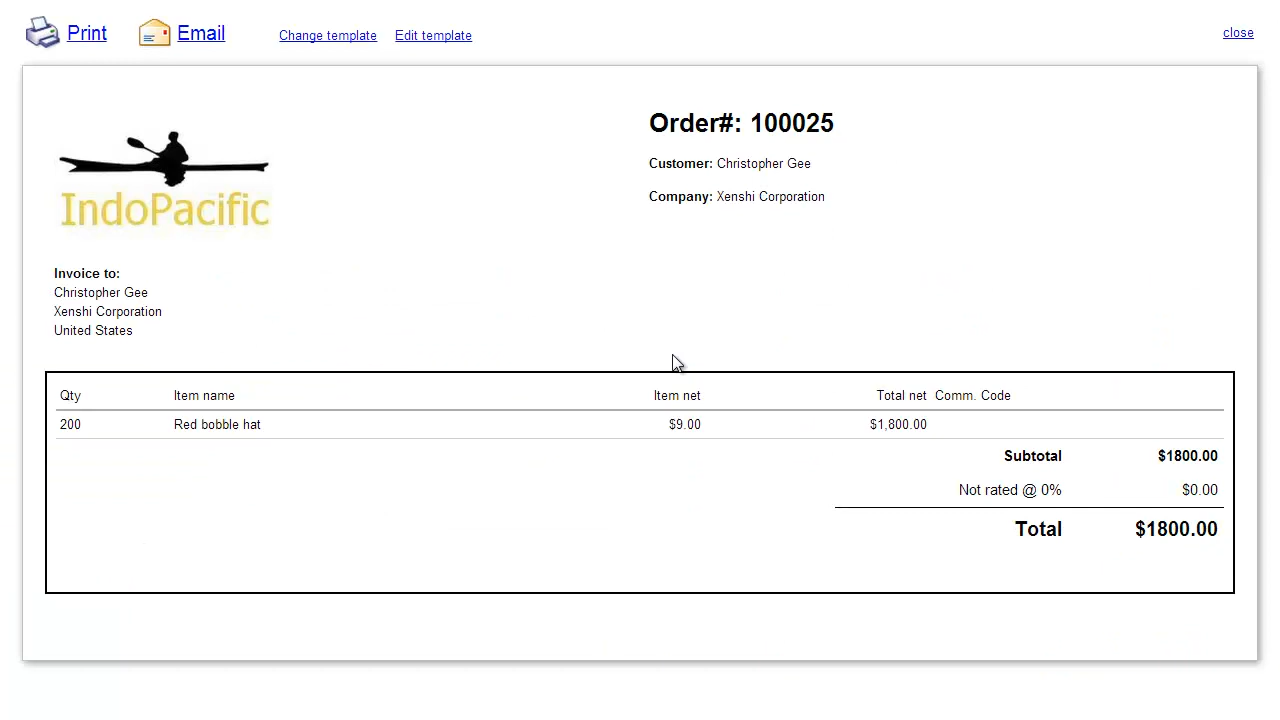 Print Email Change template Edit template close
IndoPacific
Order#: 100025
Customer: Christopher Gee
Company: Xenshi Corporation
Invoice to:
Christopher Gee
Xenshi Corporation
United States
Qty Item name Item net Total net Comm. Code
200 Red bobble hat $9.00 $1,800.00
Subtotal $1800.00
Not rated @ 0% $0.00
Total $1800.00